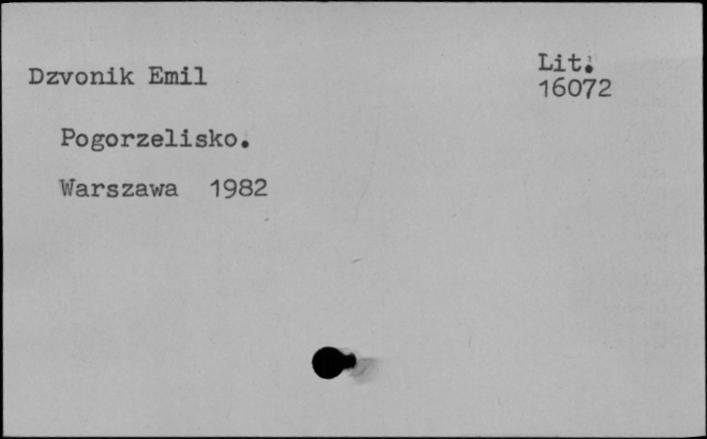 Dzvonik Emil
Lit.
16072
Pogorzelisko.
Warszawa 1982